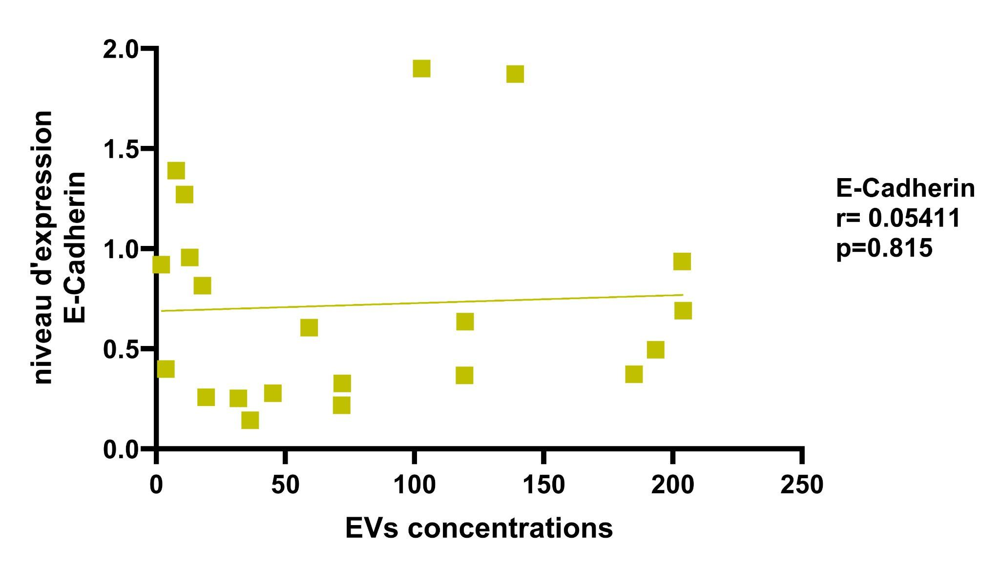 niveau d'expression
E-Cadherin
2.0
1.5
1.0
0.5
0.0
0 50 100 150 200 250
EVs concentrations
E-Cadherin
r= 0.05411
p=0.815